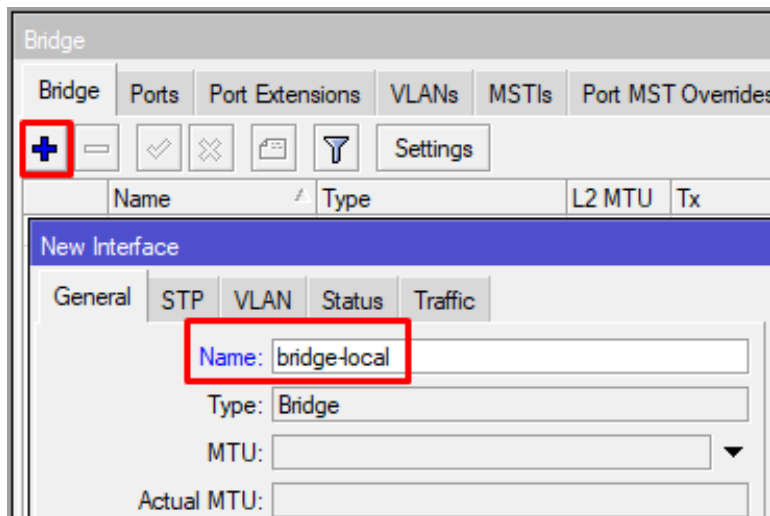 Bridge
Bridge Ports Port Extensions VLANs MSTIs Port MST Overrides
Settings
Name Type L2 MTU Tx
New Interface
General STP VLAN Status Traffic
Name: bridge-local
Type: Bridge
MTU:
Actual MTU: